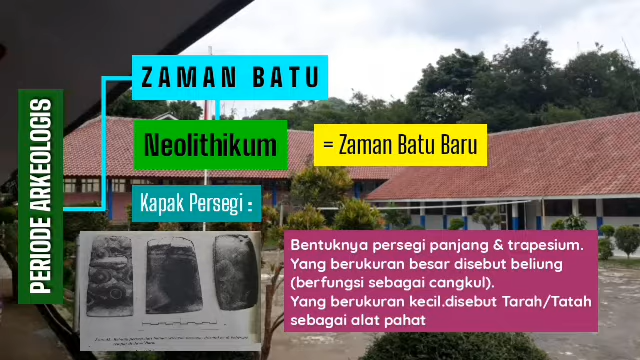 PERIODE ARKEOLOGIS
ZAMAN BATU
Neolithikum
= Zaman Batu Baru
Kapak Persegi :
Bentuknya persegi panjang & trapesium.
Yang berukuran besar disebut beliung
(berfungsi sebagai cangkul).
Yang berukuran kecil.disebut Tarah/Tatah
sebagai alat pahat